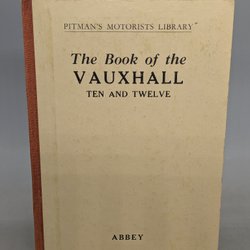 PITMAN'S MOTORISTS LIBRARY
The Book of the
VAUXHALL
TEN AND TWELVE
ABBEY